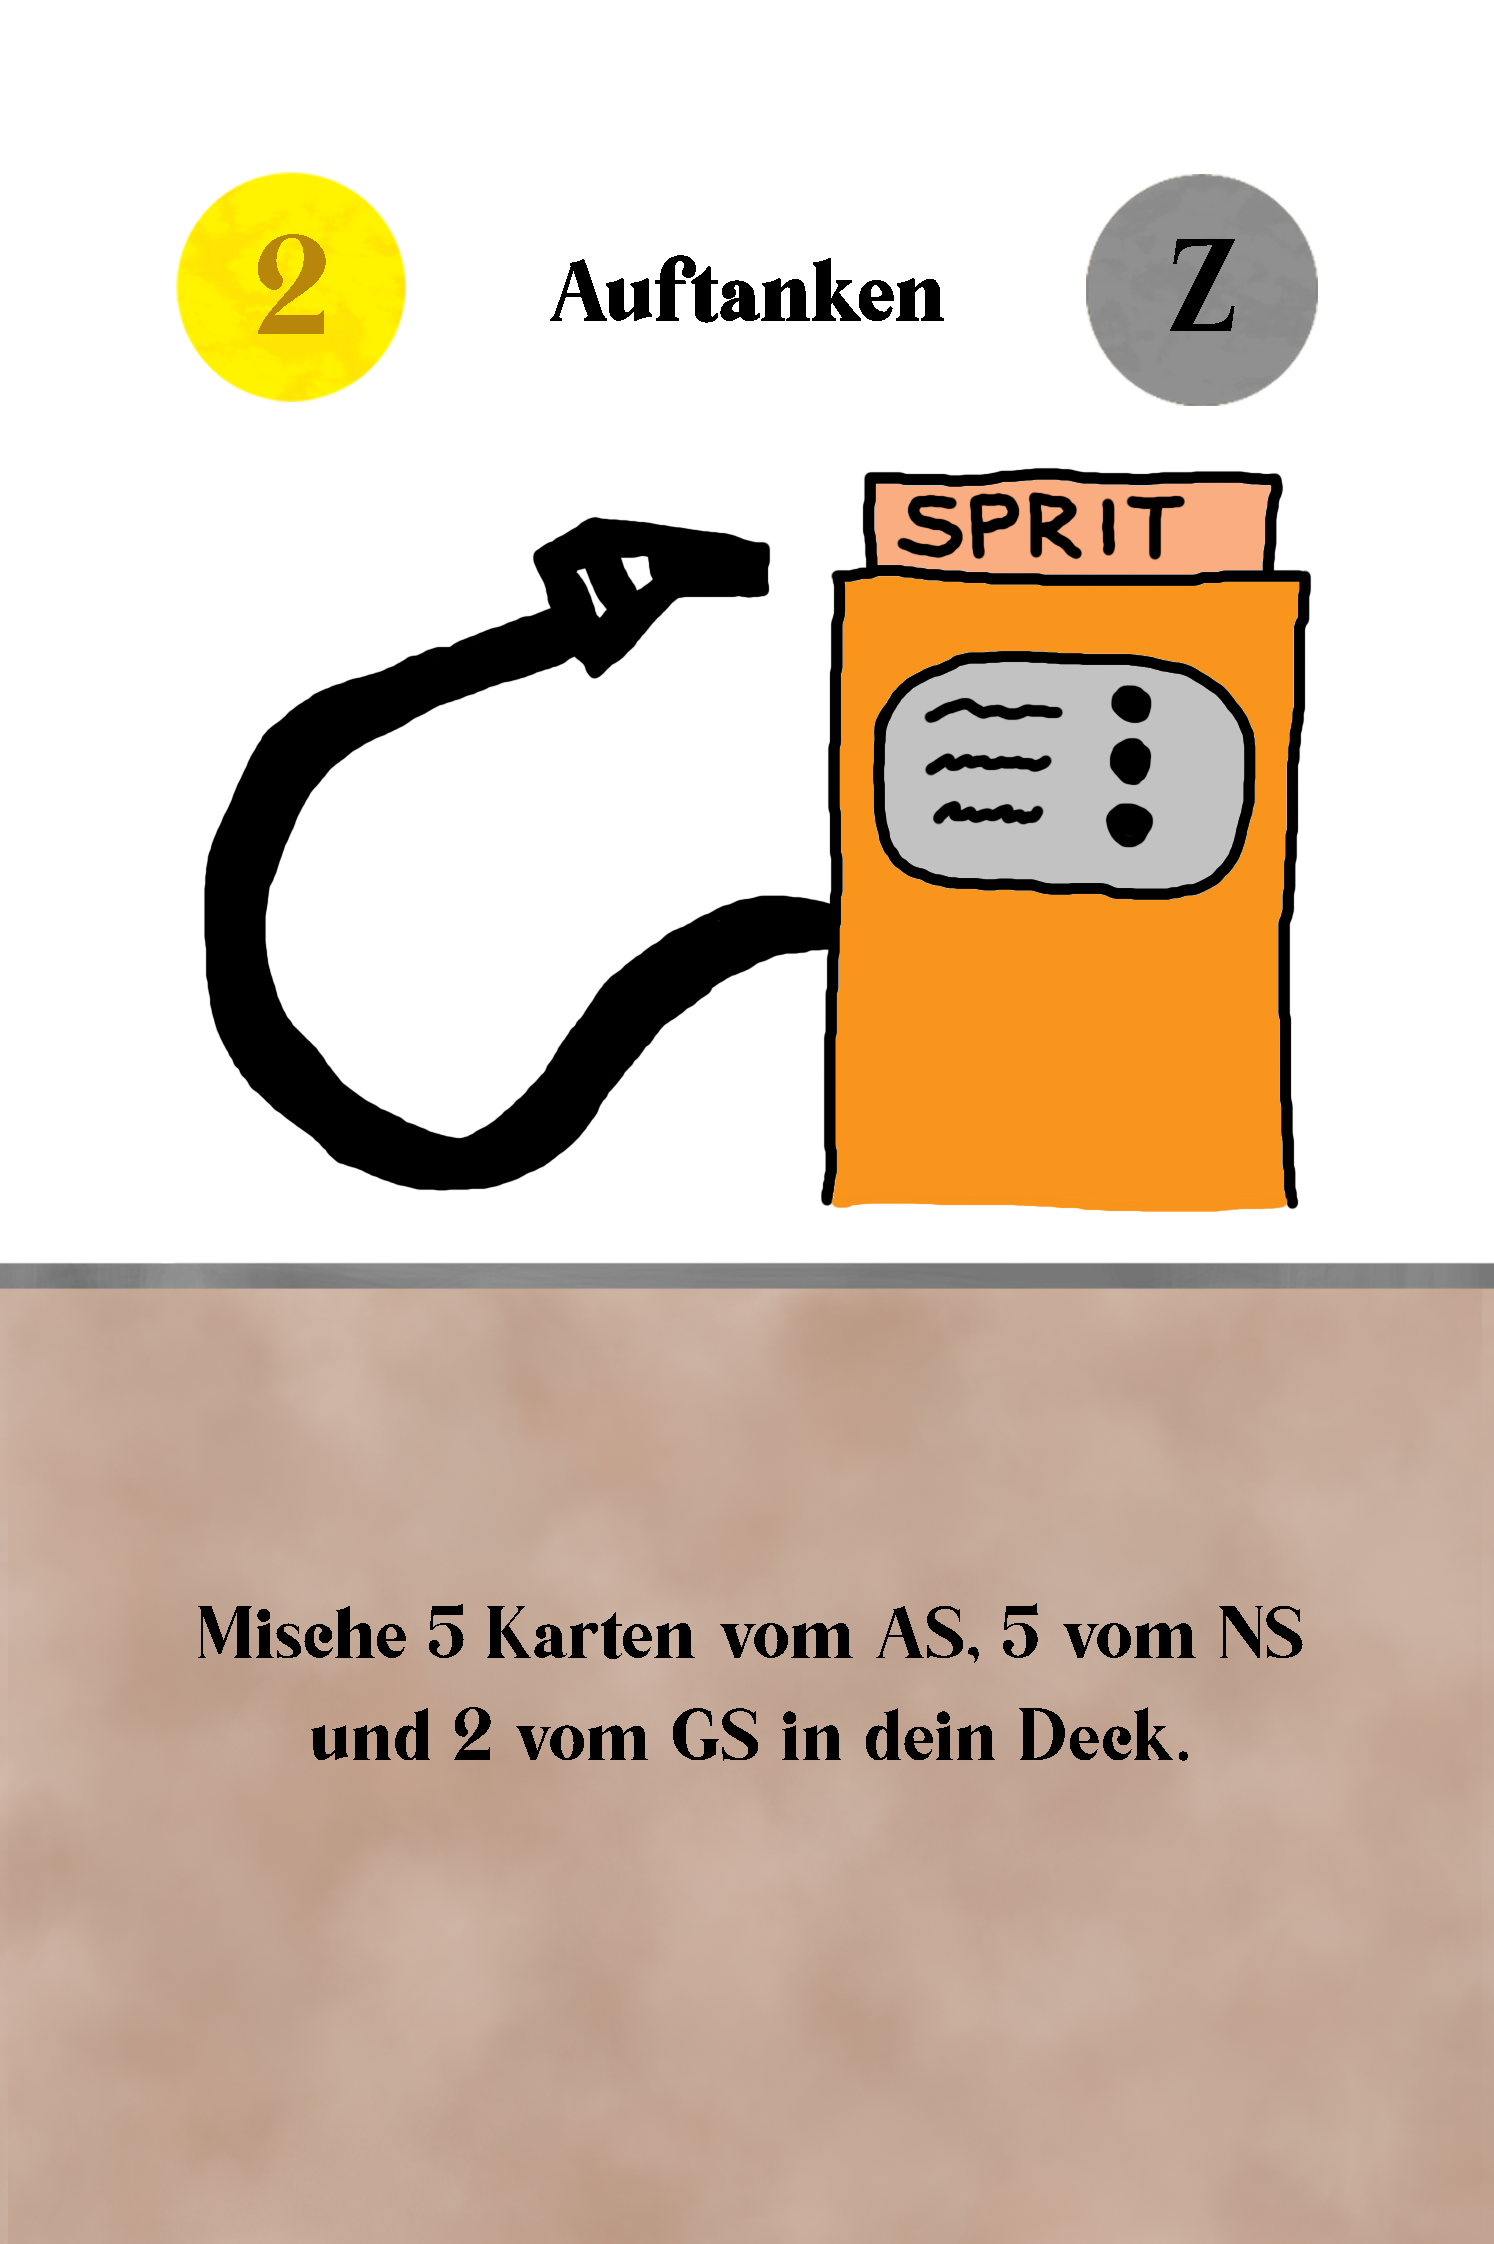 2
Auftanken
Z
SPRIT
Mische 5 Karten vom AS, 5 vom NS
und 2 vom GS in dein Deck.